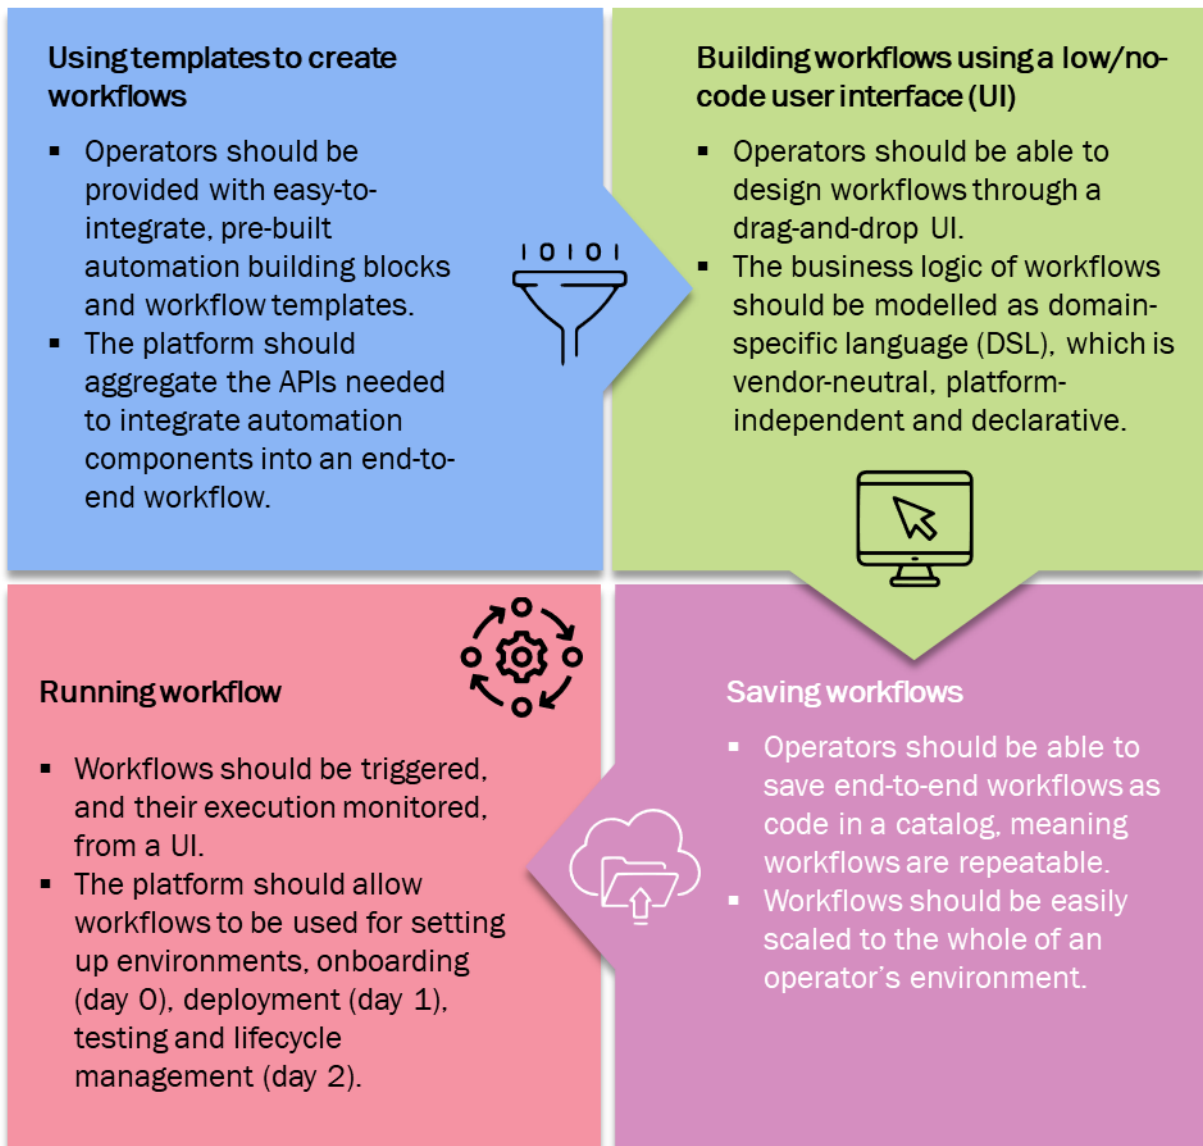 Using templates to create
workflows
▪ Operators should be
provided with easy-to-
integrate, pre-built
automation building blocks
and workflow templates.
▪ The platform should
aggregate the APIs needed
to integrate automation
components into an end-to-
end workflow.
10101
Building workflows using a low/no-
code user interface (UI)
▪ Operators should be able to
design workflows through a
drag-and-drop UI.
▪ The business logic of workflows
should be modelled as domain-
specific language (DSL), which is
vendor-neutral, platform-
independent and declarative.
Saving workflows
▪ Operators should be able to
save end-to-end workflows as
code in a catalog, meaning
workflows are repeatable.
▪ Workflows should be easily
scaled to the whole of an
operator’s environment.
Running workflow
▪ Workflows should be triggered,
and their execution monitored,
from a UI.
▪ The platform should allow
workflows to be used for setting
up environments, onboarding
(day 0), deployment (day 1),
testing and lifecycle
management (day 2).